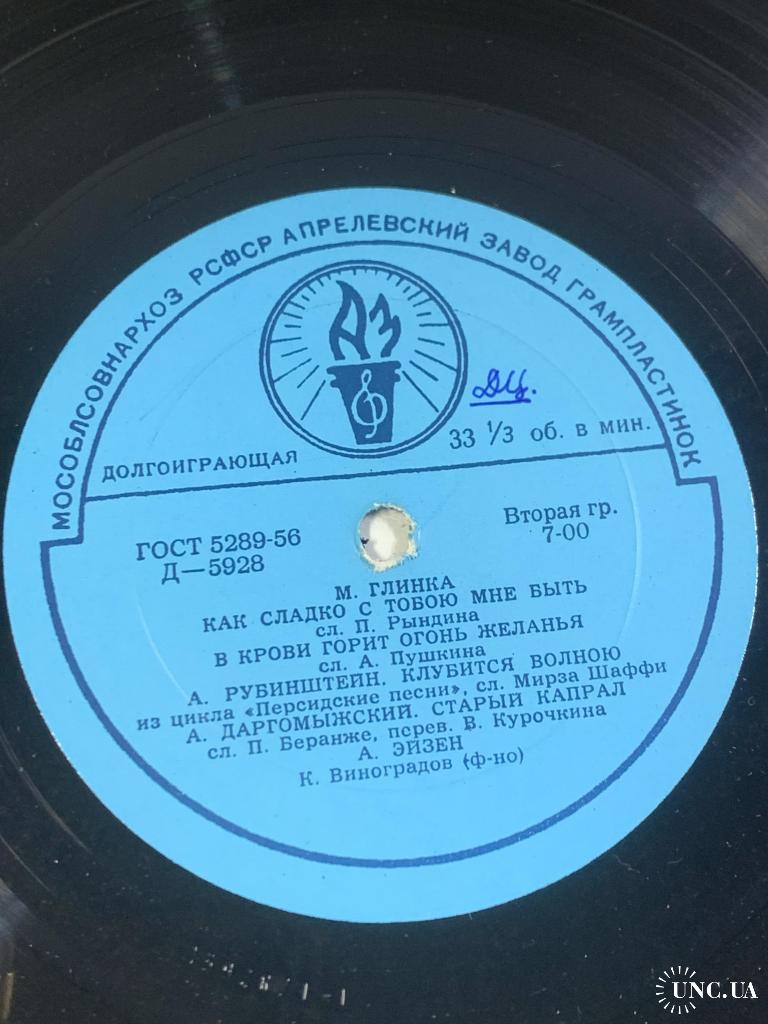 МОСОБЛСОВНАРХОЗ РСФСР АПРЕЛЕВСКИЙ ЗАВОД ГРАМПЛАСТИНОК
АЗ
ДЦ.
ДОЛГОИГРАЮЩАЯ
33 1/3 об. в мин.
ГОСТ 5289-56
Д—5928
Вторая гр.
7-00
М. ГЛИНКА
КАК СЛАДКО С ТОБОЮ МНЕ БЫТЬ
сл. П. Рындина
В КРОВИ ГОРИТ ОГОНЬ ЖЕЛАНЬЯ
сл. А. Пушкина
А. РУБИНШТЕЙН. КЛУБИТСЯ ВОЛНОЮ
из цикла «Персидские песни», сл. Мирза Шаффи
А. ДАРГОМЫЖСКИЙ. СТАРЫЙ КАПРАЛ
сл. П. Беранже, перев. В. Курочкина
А. ЭЙЗЕН
К. Виноградов (ф-но)
UNC.UA